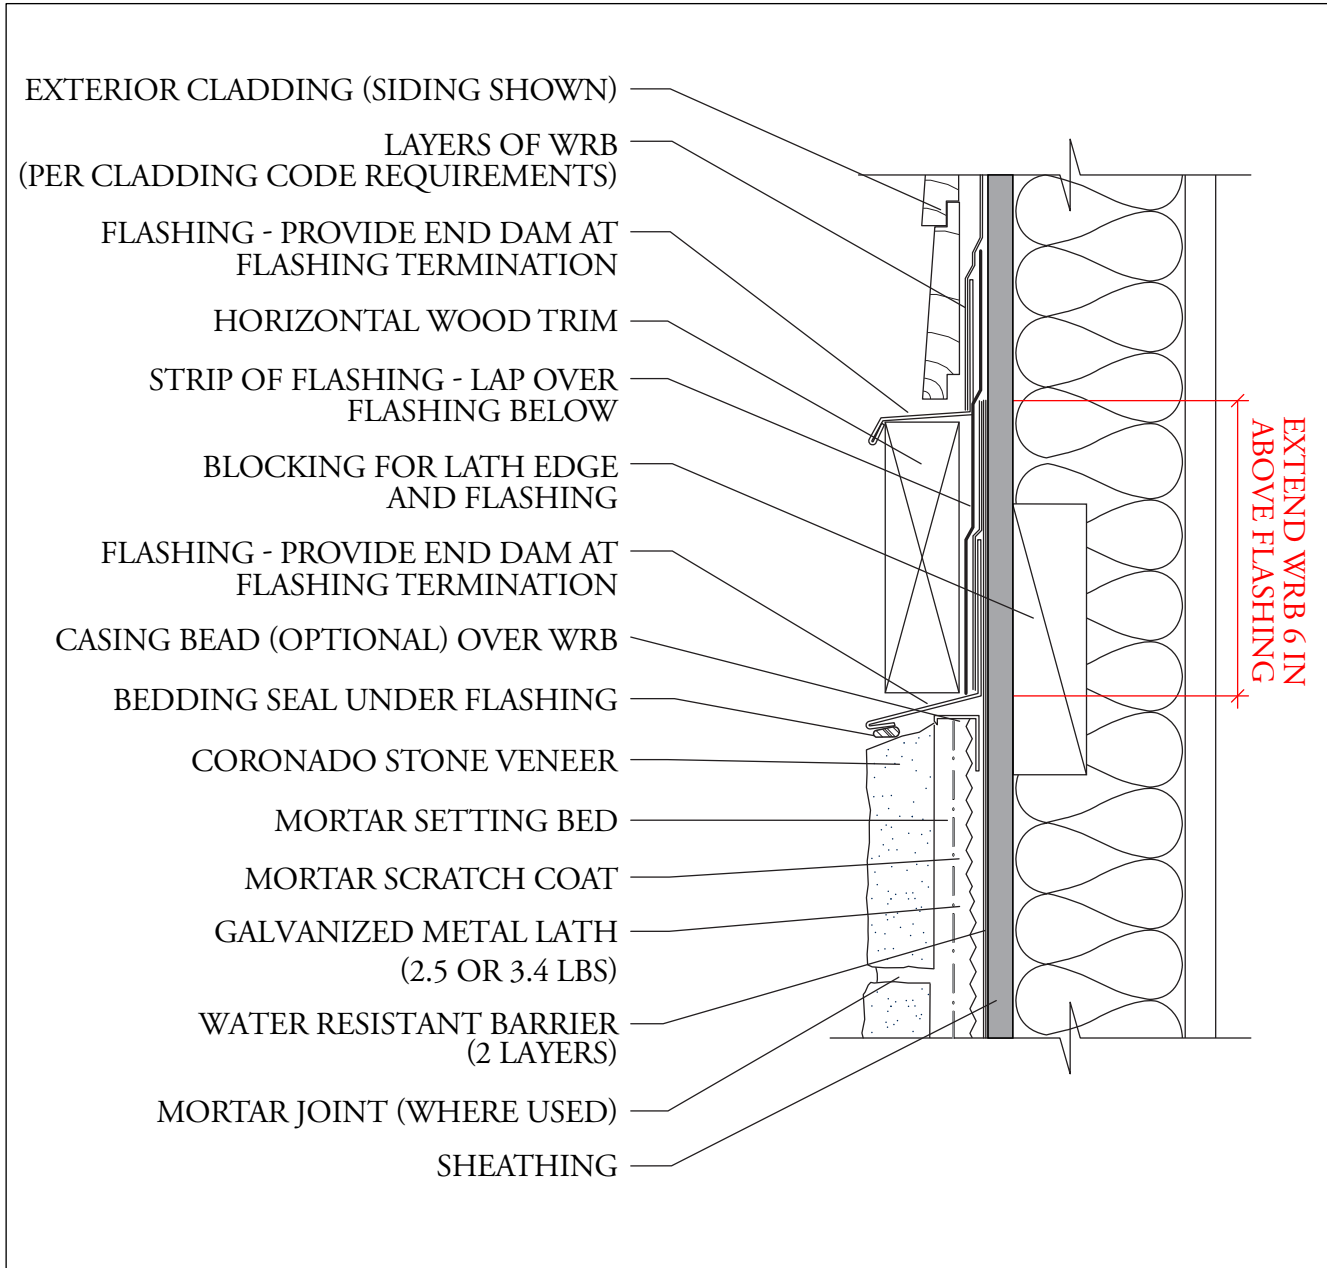 EXTERIOR CLADDING (SIDING SHOWN)
LAYERS OF WRB
(PER CLADDING CODE REQUIREMENTS)
FLASHING - PROVIDE END DAM AT
FLASHING TERMINATION
HORIZONTAL WOOD TRIM
STRIP OF FLASHING - LAP OVER
FLASHING BELOW
BLOCKING FOR LATH EDGE
AND FLASHING
FLASHING - PROVIDE END DAM AT
FLASHING TERMINATION
CASING BEAD (OPTIONAL) OVER WRB
BEDDING SEAL UNDER FLASHING
CORONADO STONE VENEER
MORTAR SETTING BED
MORTAR SCRATCH COAT
GALVANIZED METAL LATH
(2.5 OR 3.4 LBS)
WATER RESISTANT BARRIER
(2 LAYERS)
MORTAR JOINT (WHERE USED)
SHEATHING
EXTEND WRB 6 IN
ABOVE FLASHING